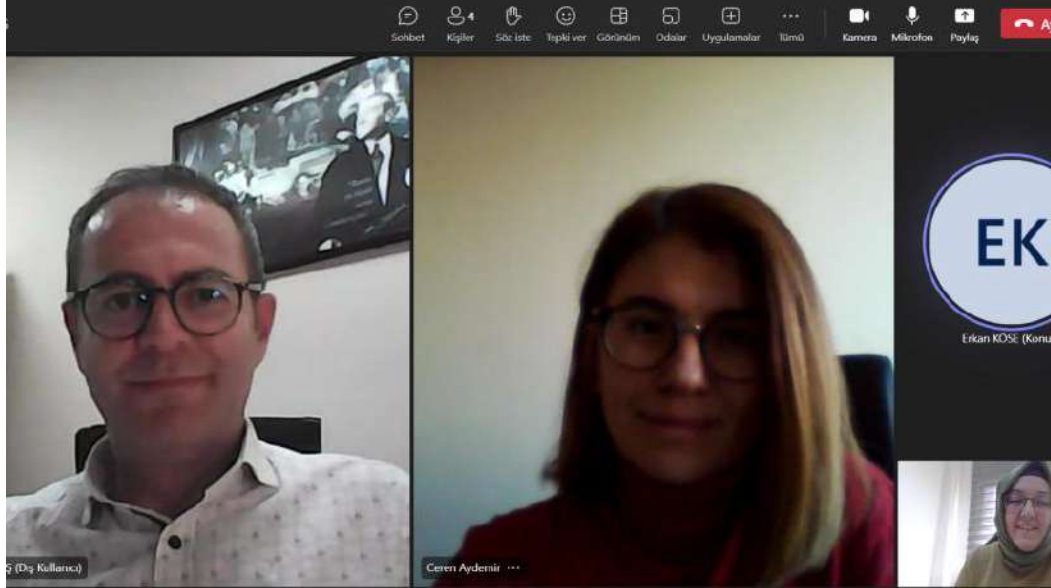 4
Sohbet Kişiler Söz iste Tepki ver Görünüm Odalar Uygulamalar Tümü Kamera Mikrofon Paylaş
EK
Erkan KÖSE (Konu
Ş (Dış Kullanıcı)
Ceren Aydemir ...